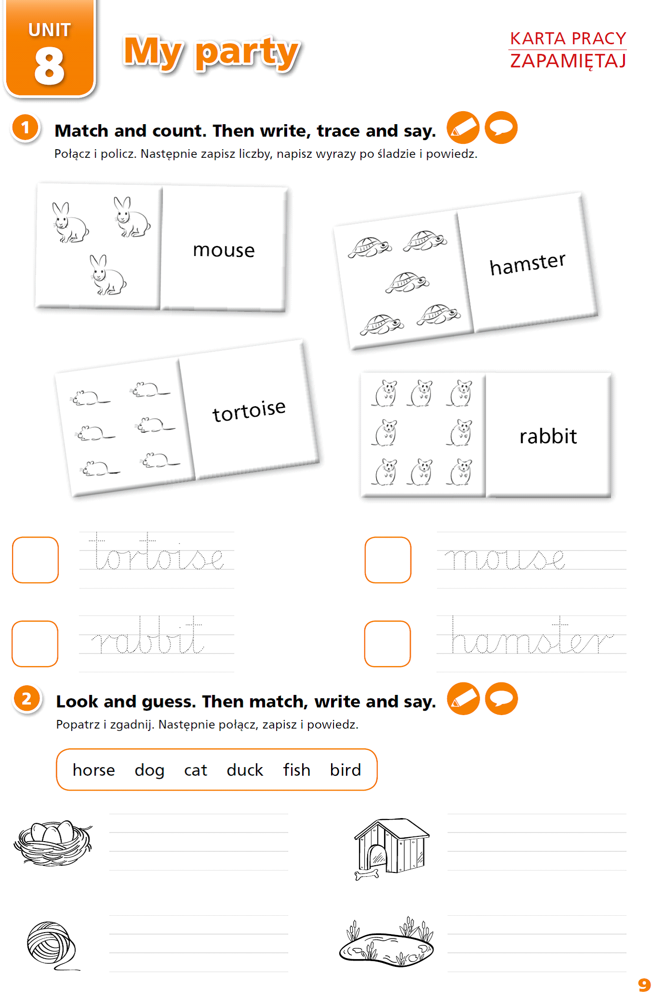 UNIT
8
My party
KARTA PRACY
ZAPAMIĘTAJ
1
Match and count. Then write, trace and say.
Połącz i policz. Następnie zapisz liczby, napisz wyrazy po śladzie i powiedz.
mouse
hamster
tortoise
rabbit
tortoise
mouse
rabbit
hamster
2
Look and guess. Then match, write and say.
Popatrz i zgadnij. Następnie połącz, zapisz i powiedz.
horse dog cat duck fish bird
9